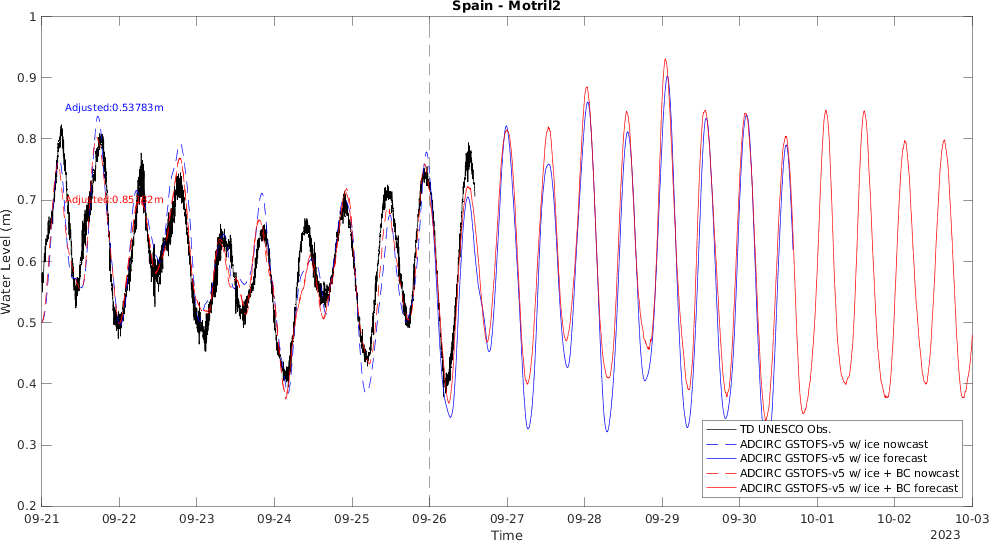 Spain - Motril2
1
0.9
0.8
0.7
0.6
0.5
0.4
0.3
0.2
Water Level (m)
Adjusted:0.53783m
TD UNESCO Obs.
ADCIRC GSTOFS-v5 w/ ice nowcast
ADCIRC GSTOFS-v5 w/ ice forecast
ADCIRC GSTOFS-v5 w/ ice + BC nowcast
ADCIRC GSTOFS-v5 w/ ice + BC forecast
09-21 09-22 09-23 09-24 09-25 09-26 09-27 09-28 09-29 09-30 10-01 10-02 10-03
Time
2023